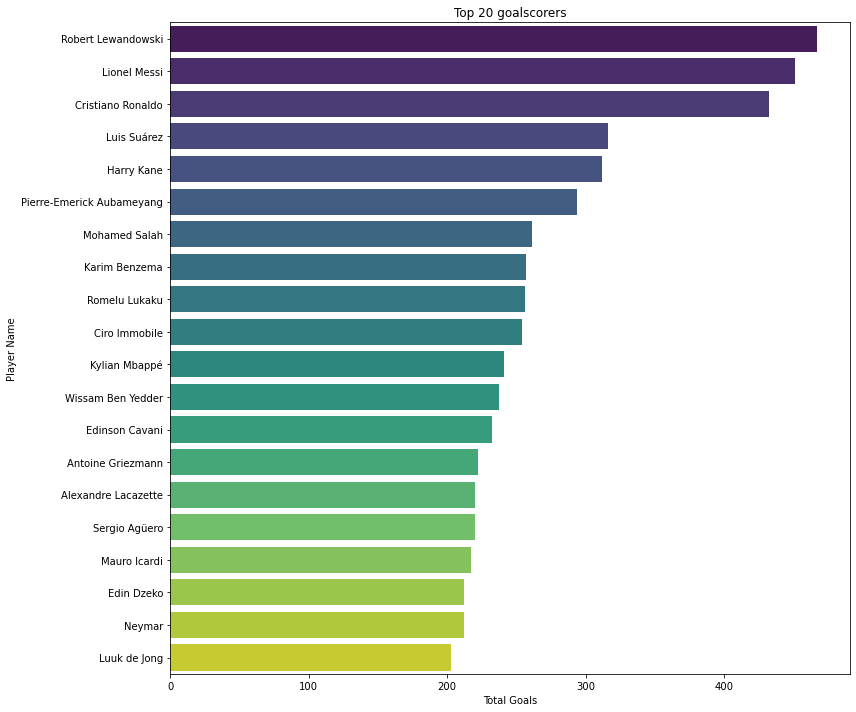 Top 20 goalscorers
Robert Lewandowski
Lionel Messi
Cristiano Ronaldo
Luis Suárez
Harry Kane
Pierre-Emerick Aubameyang
Mohamed Salah
Karim Benzema
Romelu Lukaku
Ciro Immobile
Kylian Mbappé
Wissam Ben Yedder
Edinson Cavani
Antoine Griezmann
Alexandre Lacazette
Sergio Agüero
Mauro Icardi
Edin Dzeko
Neymar
Luuk de Jong
Player Name
0 100 200 300 400
Total Goals